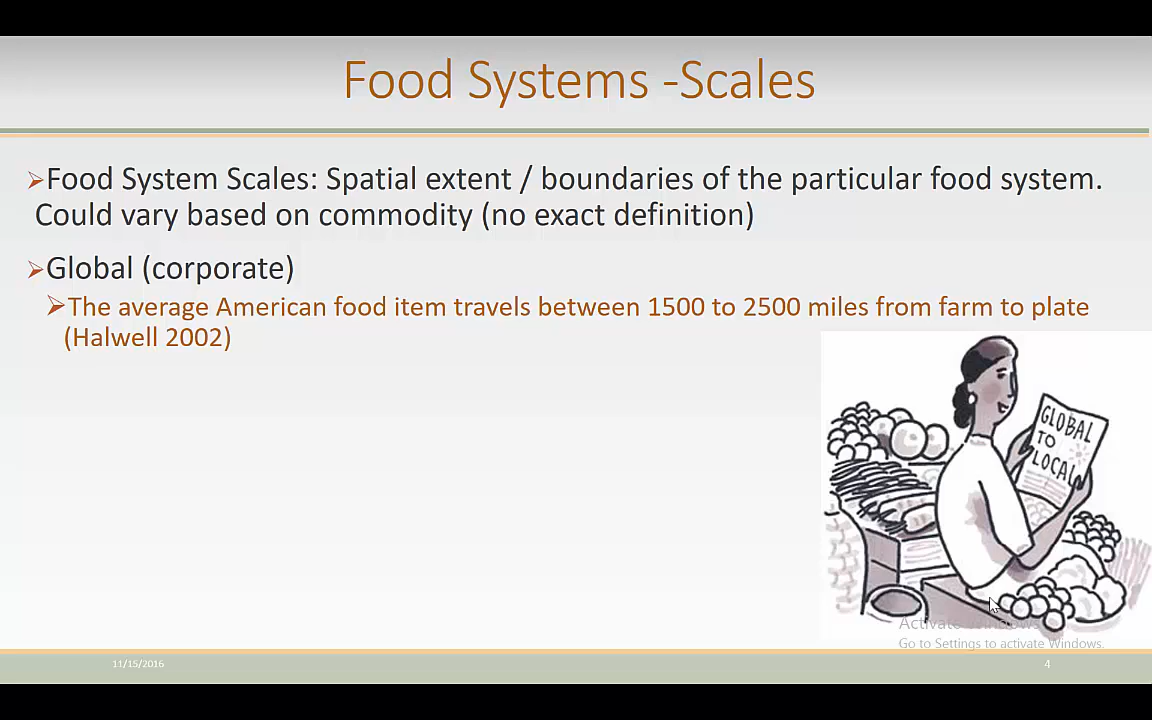 Food Systems -Scales
➢Food System Scales: Spatial extent / boundaries of the particular food system.
Could vary based on commodity (no exact definition)
➢Global (corporate)
➢The average American food item travels between 1500 to 2500 miles from farm to plate
(Halwell 2002)
GLOBAL
TO
LOCAL
Activate Windows
Go to Settings to activate Windows.
11/15/2016
4